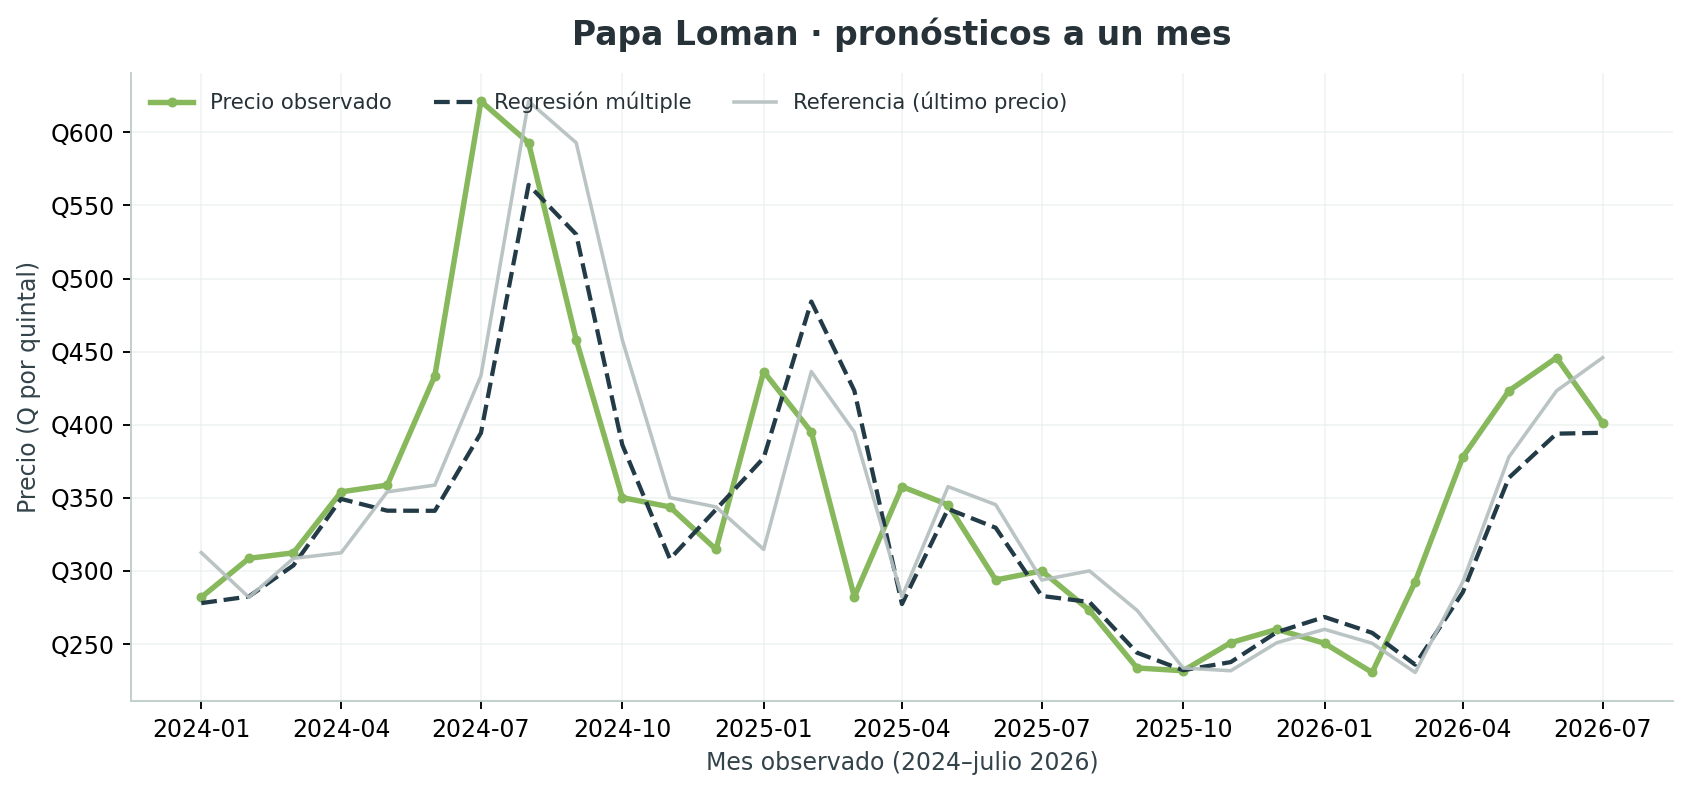 Papa Loman · pronósticos a un mes
Precio observado
Regresión múltiple
Referencia (último precio)
Q600
Q550
Q500
Q450
Q400
Q350
Q300
Q250
Precio (Q por quintal)
2024-01
2024-04
2024-07
2024-10
2025-01
2025-04
2025-07
2025-10
2026-01
2026-04
2026-07
Mes observado (2024–julio 2026)